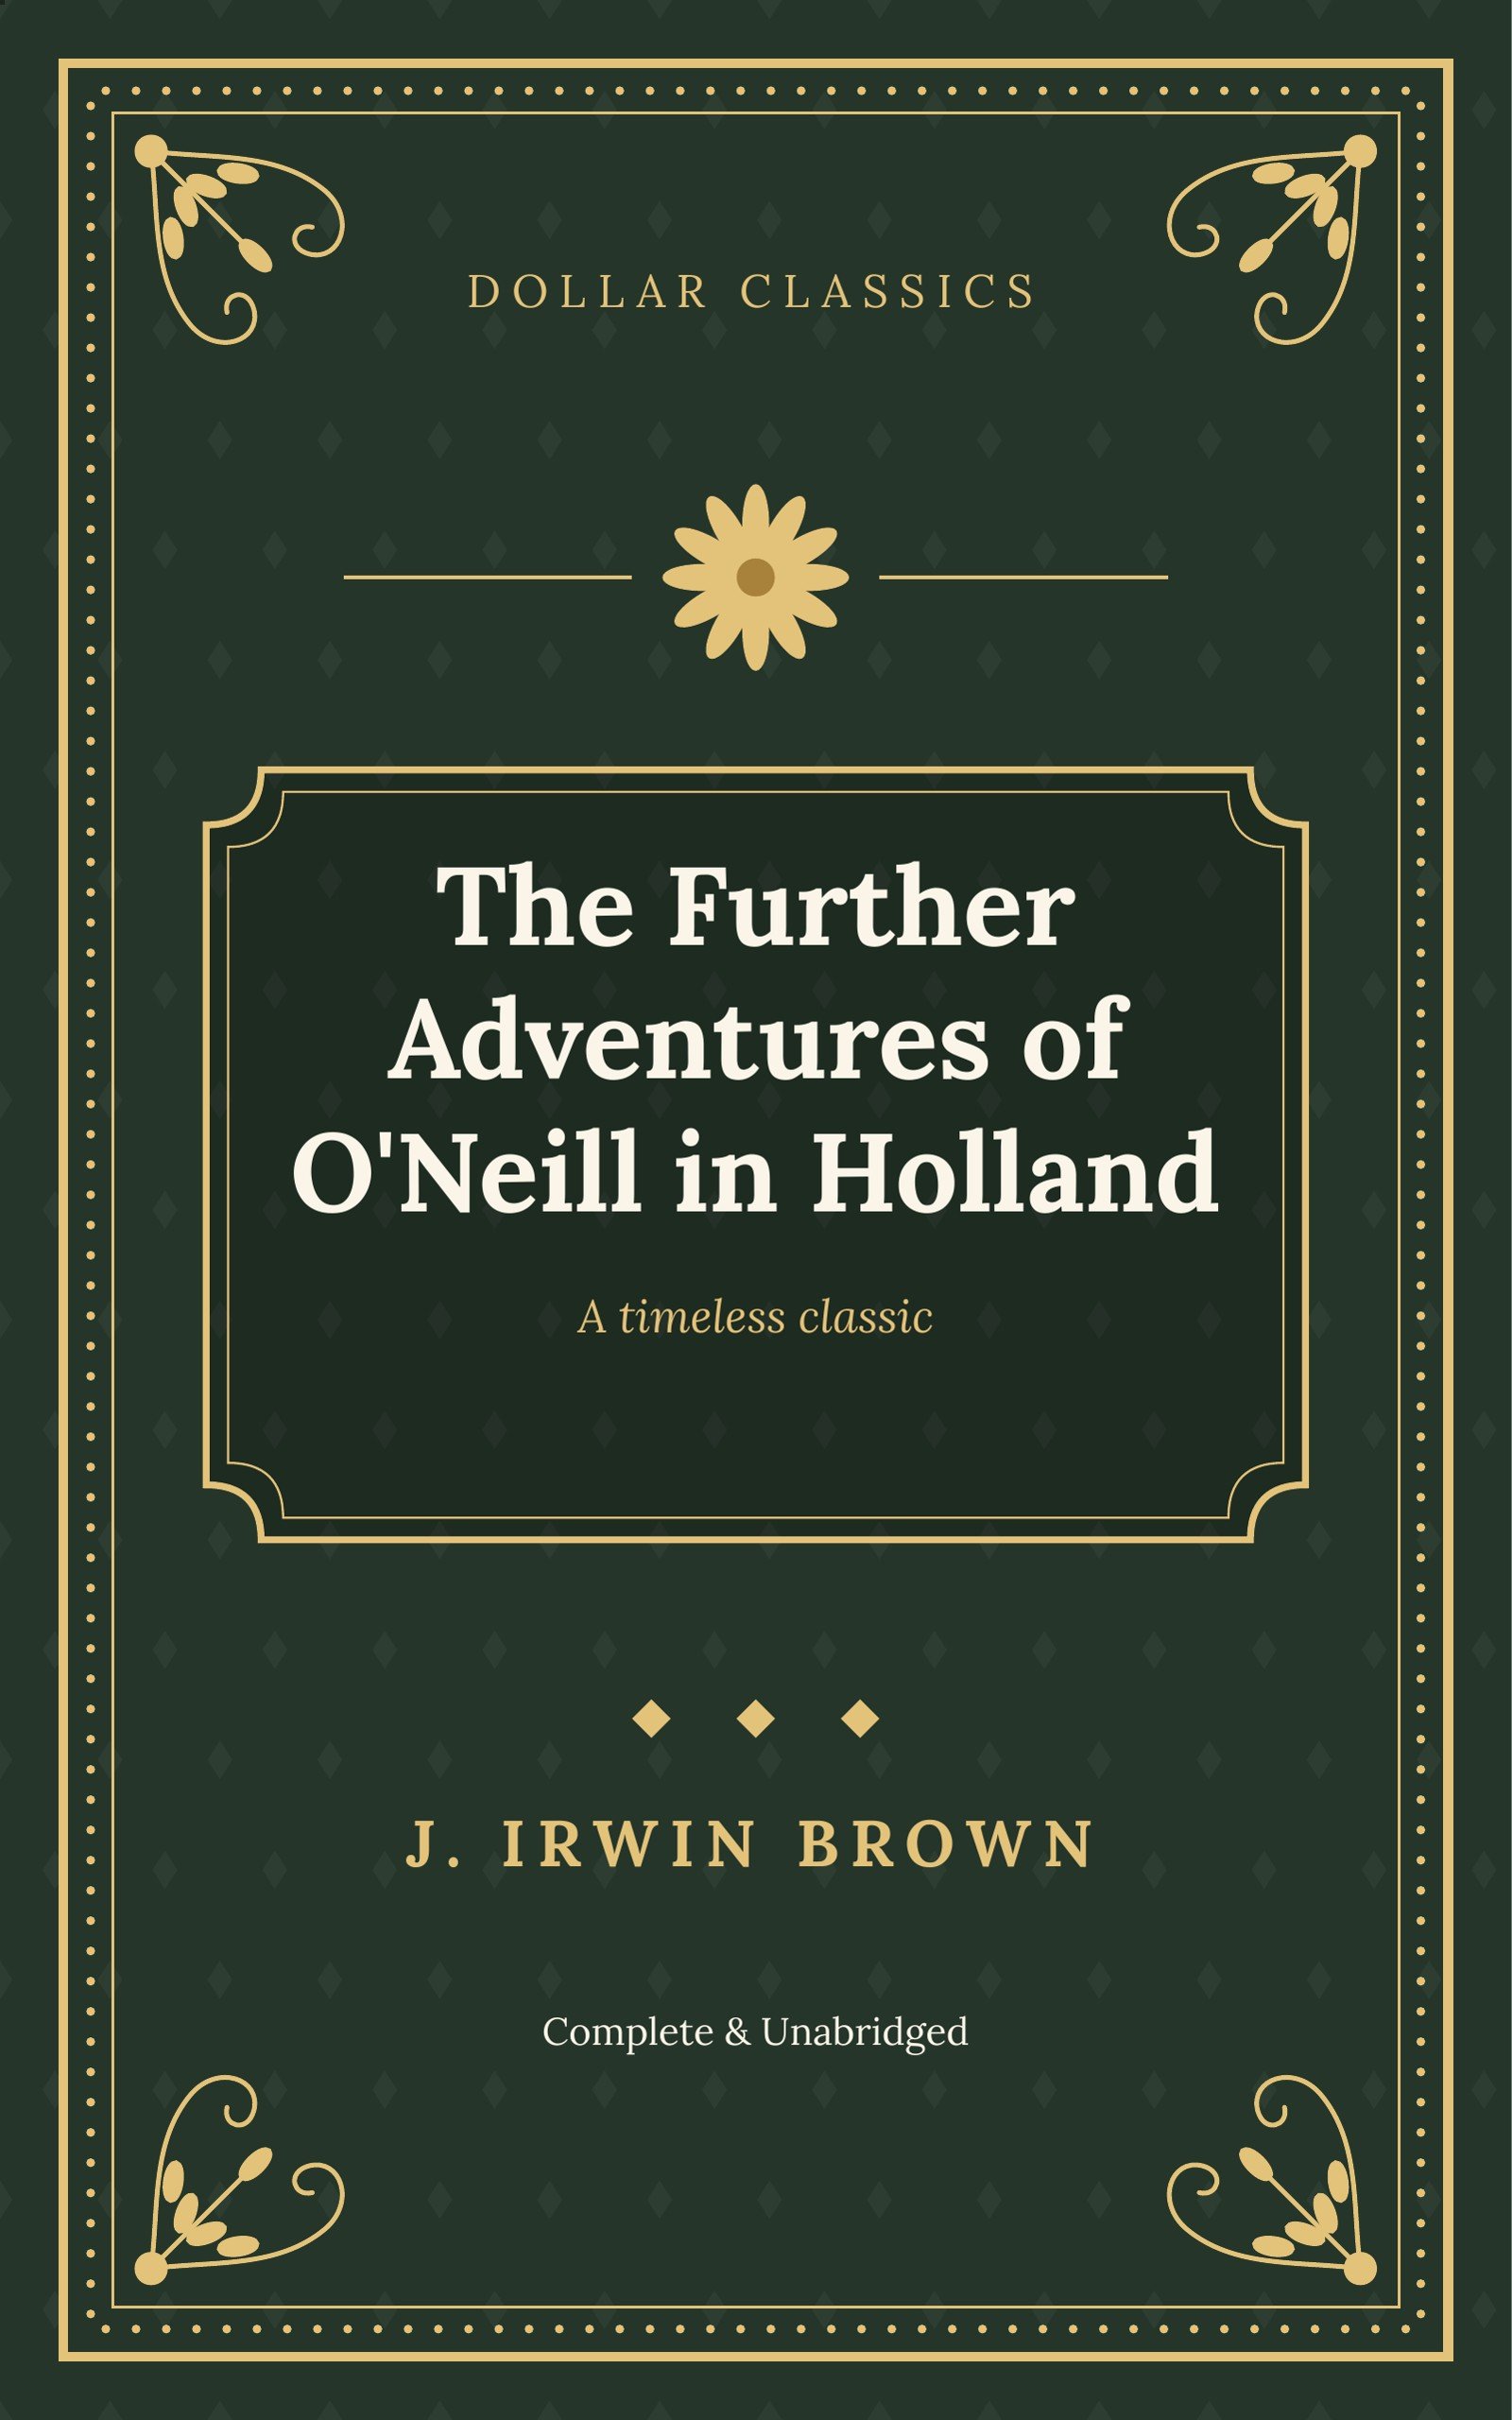 DOLLAR CLASSICS
The Further
Adventures of
O'Neill in Holland
A timeless classic
J. IRWIN BROWN
Complete & Unabridged